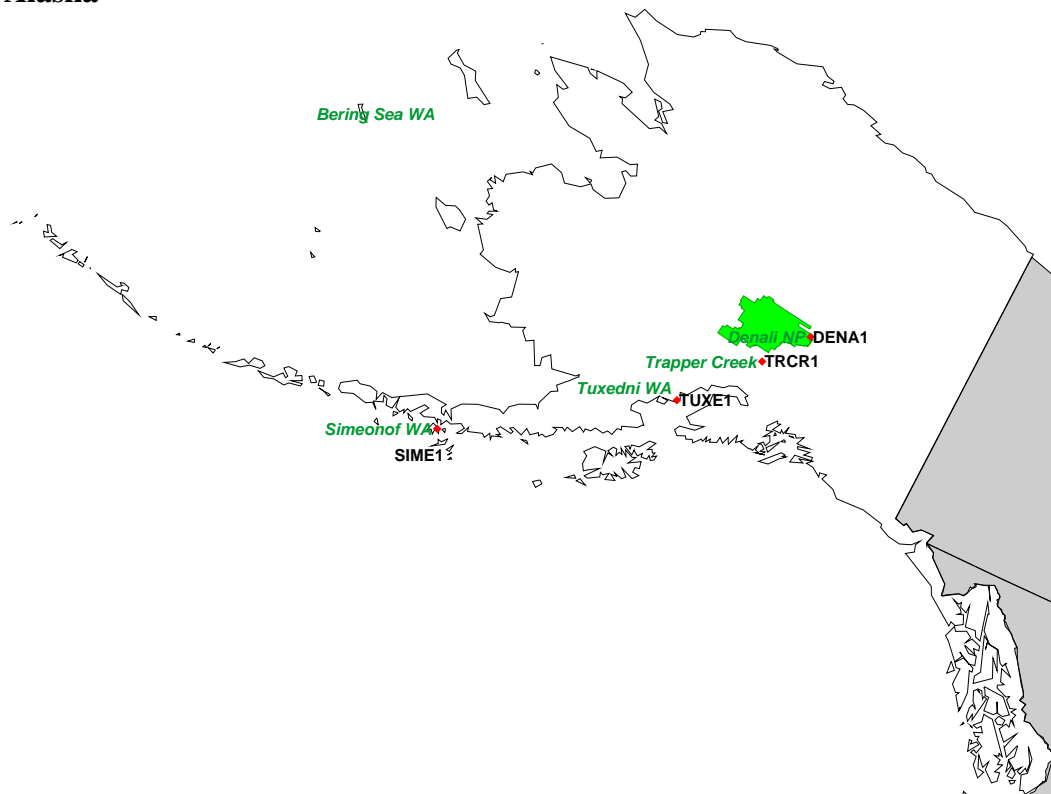 Alaska
Bering Sea WA
Denali NP DENA1
Trapper Creek TRCR1
Tuxedni WA
TUXE1
Simeonof WA
SIME1